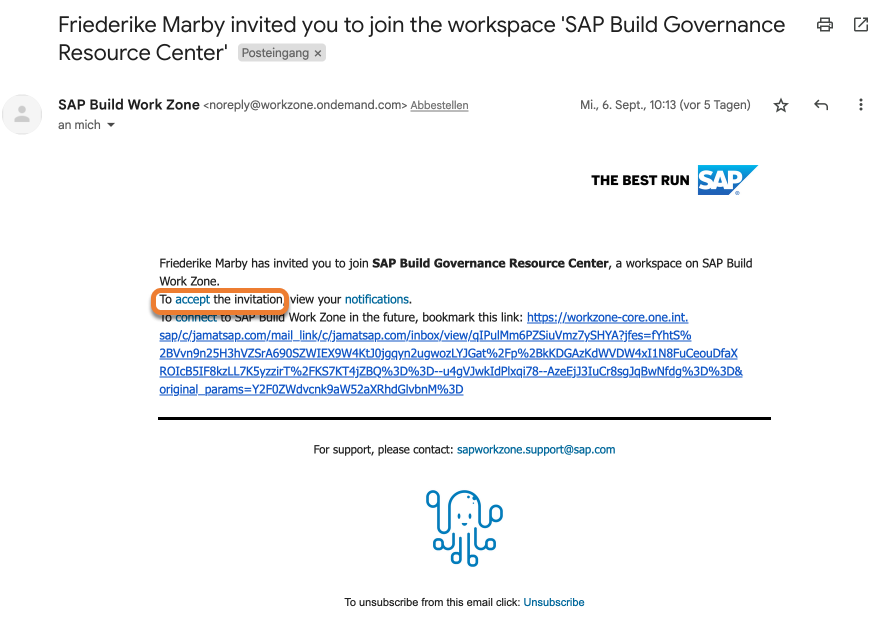 Friederike Marby invited you to join the workspace 'SAP Build Governance
Resource Center' Posteingang ×
SAP Build Work Zone <noreply@workzone.ondemand.com> Abbestellen
Mi., 6. Sept., 10:13 (vor 5 Tagen)
an mich
THE BEST RUN SAP
Friederike Marby has invited you to join SAP Build Governance Resource Center, a workspace on SAP Build
Work Zone.
To accept the invitation, view your notifications.
To connect to SAP Build Work Zone in the future, bookmark this link: https://workzone-core.one.int.
sap/c/jamatsap.com/mail_link/c/jamatsap.com/inbox/view/qIPulMm6PZSiuVmz7ySHYA?jfes=fYhtS%
2BVvn9n25H3hVZSrA690SZWIEX9W4KtJ0jgqyn2ugwozLYJGat%2Fp%2BkKDGAzKdWVDW4xI1N8FuCeouDfaX
ROIcB5IF8kzLL7K5yzzirT%2FKS7KT4jZBQ%3D%3D--u4gVJwkIdPlxqi78--AzeEjJ3IuCr8sgJqBwNfdg%3D%3D&
original_params=Y2F0ZWdvcnk9aW52aXRhdGlvbnM%3D
For support, please contact: sapworkzone.support@sap.com
To unsubscribe from this email click: Unsubscribe